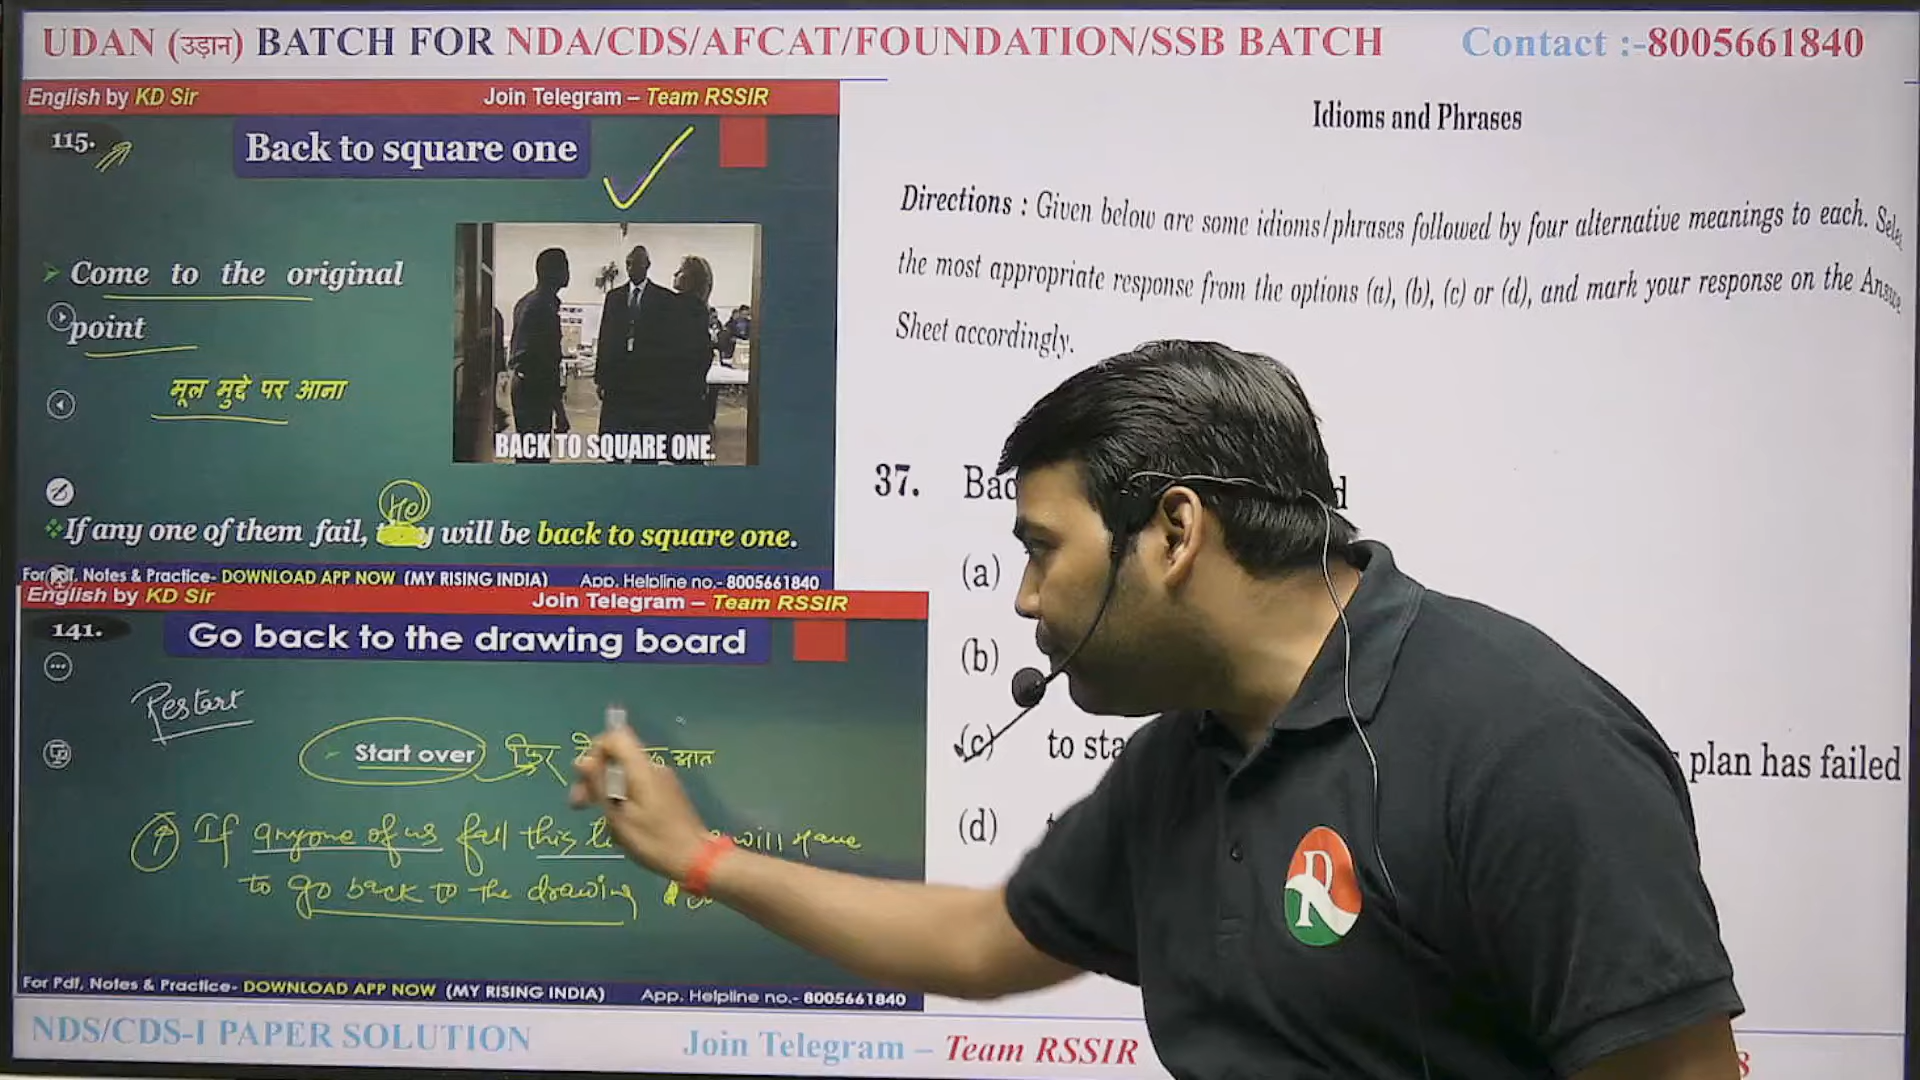 UDAN (उड़ान) BATCH FOR NDA/CDS/AFCAT/FOUNDATION/SSB BATCH Contact :-8005661840
English by KD Sir Join Telegram – Team RSSIR
115. Back to square one
Come to the original
point
मूल मुद्दे पर आना
BACK TO SQUARE ONE.
He
If any one of them fail, will be back to square one.
For Pdf, Notes & Practice- DOWNLOAD APP NOW (MY RISING INDIA) App. Helpline no.- 8005661840
English by KD Sir Join Telegram – Team RSSIR
141. Go back to the drawing board
Restart
Start over फिर
If anyone of us fail this will have
to go back to the drawing
For Pdf, Notes & Practice- DOWNLOAD APP NOW (MY RISING INDIA) App. Helpline no.- 8005661840
NDS/CDS-I PAPER SOLUTION Join Telegram – Team RSSIR
Idioms and Phrases
Directions : Given below are some idioms/phrases followed by four alternative meanings to each. Sele
the most appropriate response from the options (a), (b), (c) or (d), and mark your response on the Answe
Sheet accordingly.
37.
(a)
(b)
(c) to plan has failed
(d)
R